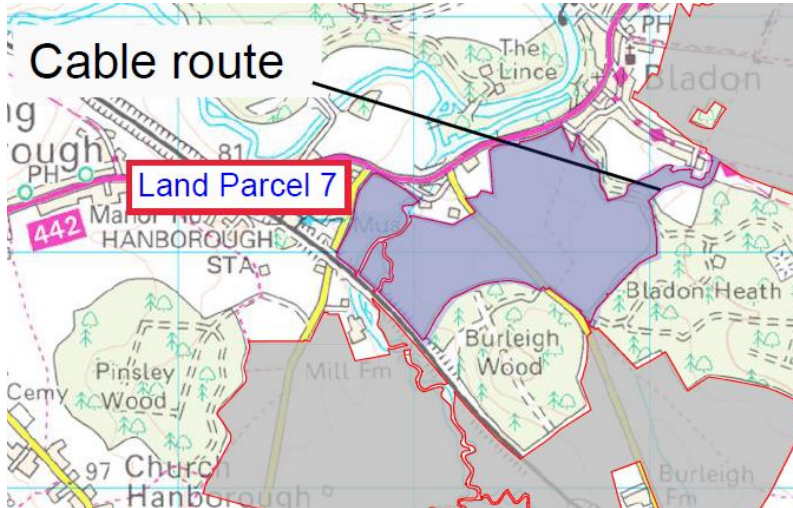 PH
The
Lince
Bladon
Cable route
ng
ough
PH
81
Land Parcel 7
442
Manor
Mus
HANBOROUGH
STA
Bladon Heath
Burleigh
Wood
Pinsley
Wood
Mill Fm
Cemy
97
Church
Hanborough
Burleigh
Fm